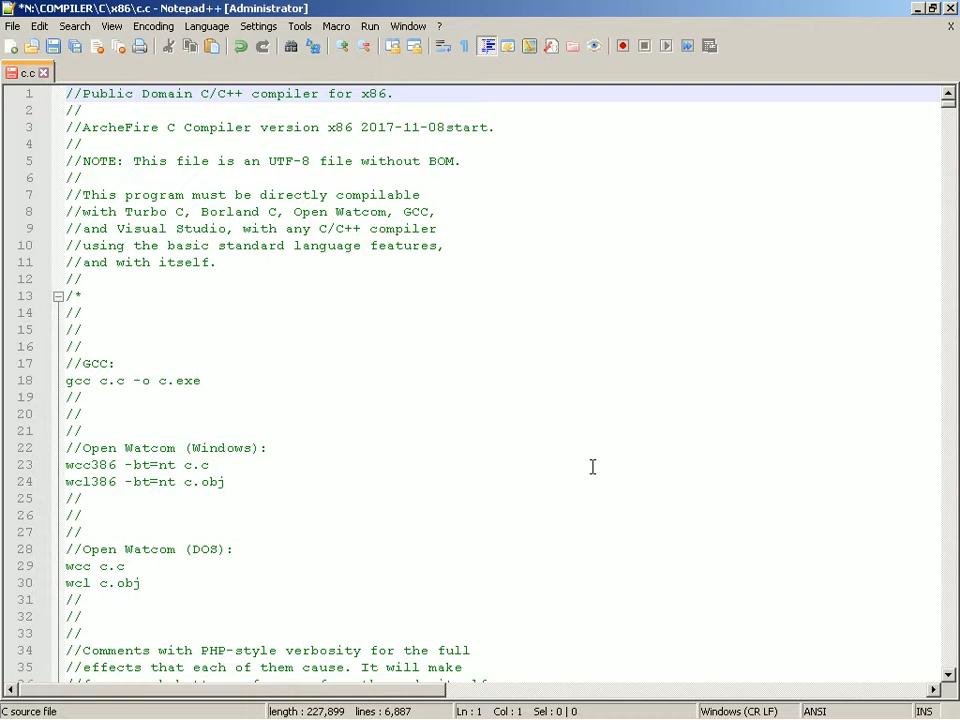 *N:\COMPILER\C\x86\c.c - Notepad++ [Administrator]
File Edit Search View Encoding Language Settings Tools Macro Run Window ? X
c.c
1 //Public Domain C/C++ compiler for x86.
2 //
3 //ArcheFire C Compiler version x86 2017-11-08start.
4 //
5 //NOTE: This file is an UTF-8 file without BOM.
6 //
7 //This program must be directly compilable
8 //with Turbo C, Borland C, Open Watcom, GCC,
9 //and Visual Studio, with any C/C++ compiler
10 //using the basic standard language features,
11 //and with itself.
12 //
13 /*
14 //
15 //
16 //
17 //GCC:
18 gcc c.c -o c.exe
19 //
20 //
21 //
22 //Open Watcom (Windows):
23 wcc386 -bt=nt c.c
24 wcl386 -bt=nt c.obj
25 //
26 //
27 //
28 //Open Watcom (DOS):
29 wcc c.c
30 wcl c.obj
31 //
32 //
33 //
34 //Comments with PHP-style verbosity for the full
35 //effects that each of them cause. It will make
C source file length : 227,899 lines : 6,887 Ln : 1 Col : 1 Sel : 0 | 0 Windows (CR LF) ANSI INS